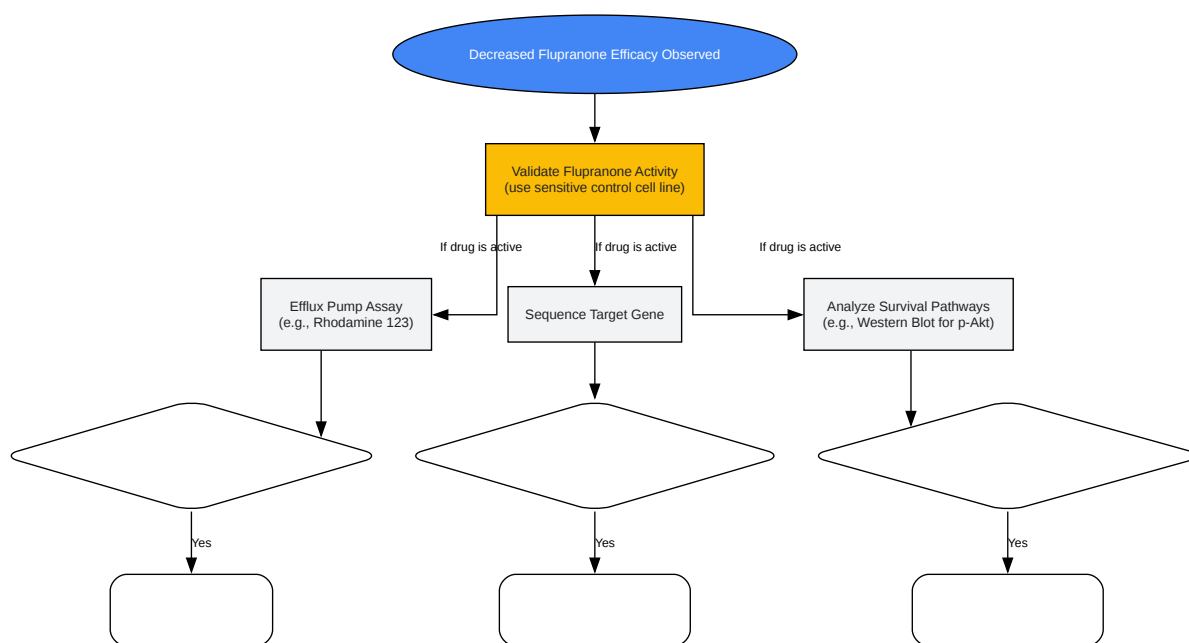 Decreased Flupranone Efficacy Observed
Validate Flupranone Activity
(use sensitive control cell line)
If drug is active
If drug is active
If drug is active
Efflux Pump Assay
(e.g., Rhodamine 123)
Sequence Target Gene
Analyze Survival Pathways
(e.g., Western Blot for p-Akt)
Yes
Yes
Yes